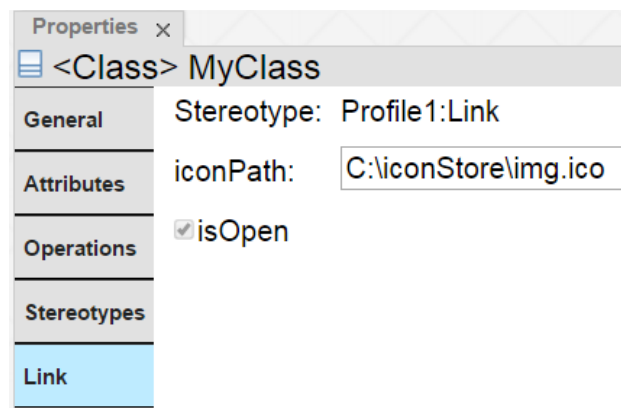 Properties ×
<Class> MyClass
General
Stereotype: Profile1:Link
Attributes
iconPath: C:\iconStore\img.ico
Operations
isOpen
Stereotypes
Link